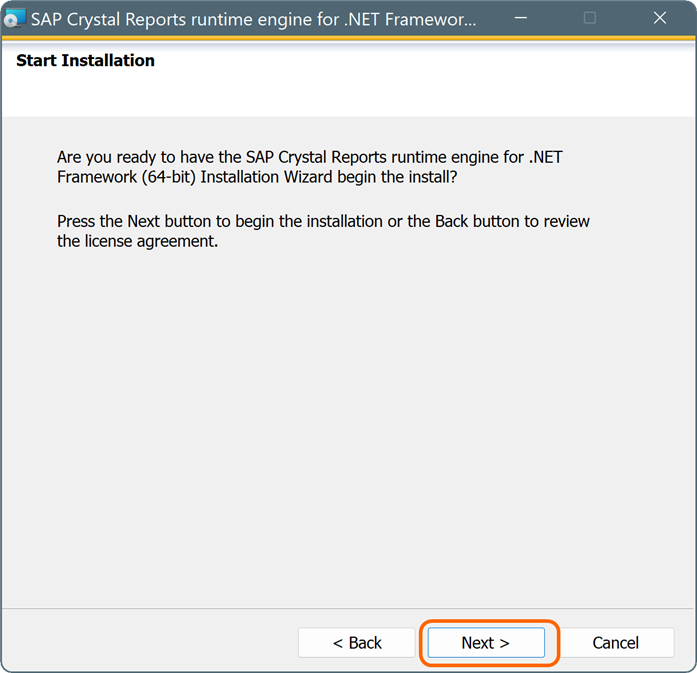 SAP Crystal Reports runtime engine for .NET Framewor...
Start Installation
Are you ready to have the SAP Crystal Reports runtime engine for .NET
Framework (64-bit) Installation Wizard begin the install?
Press the Next button to begin the installation or the Back button to review
the license agreement.
< Back
Next >
Cancel